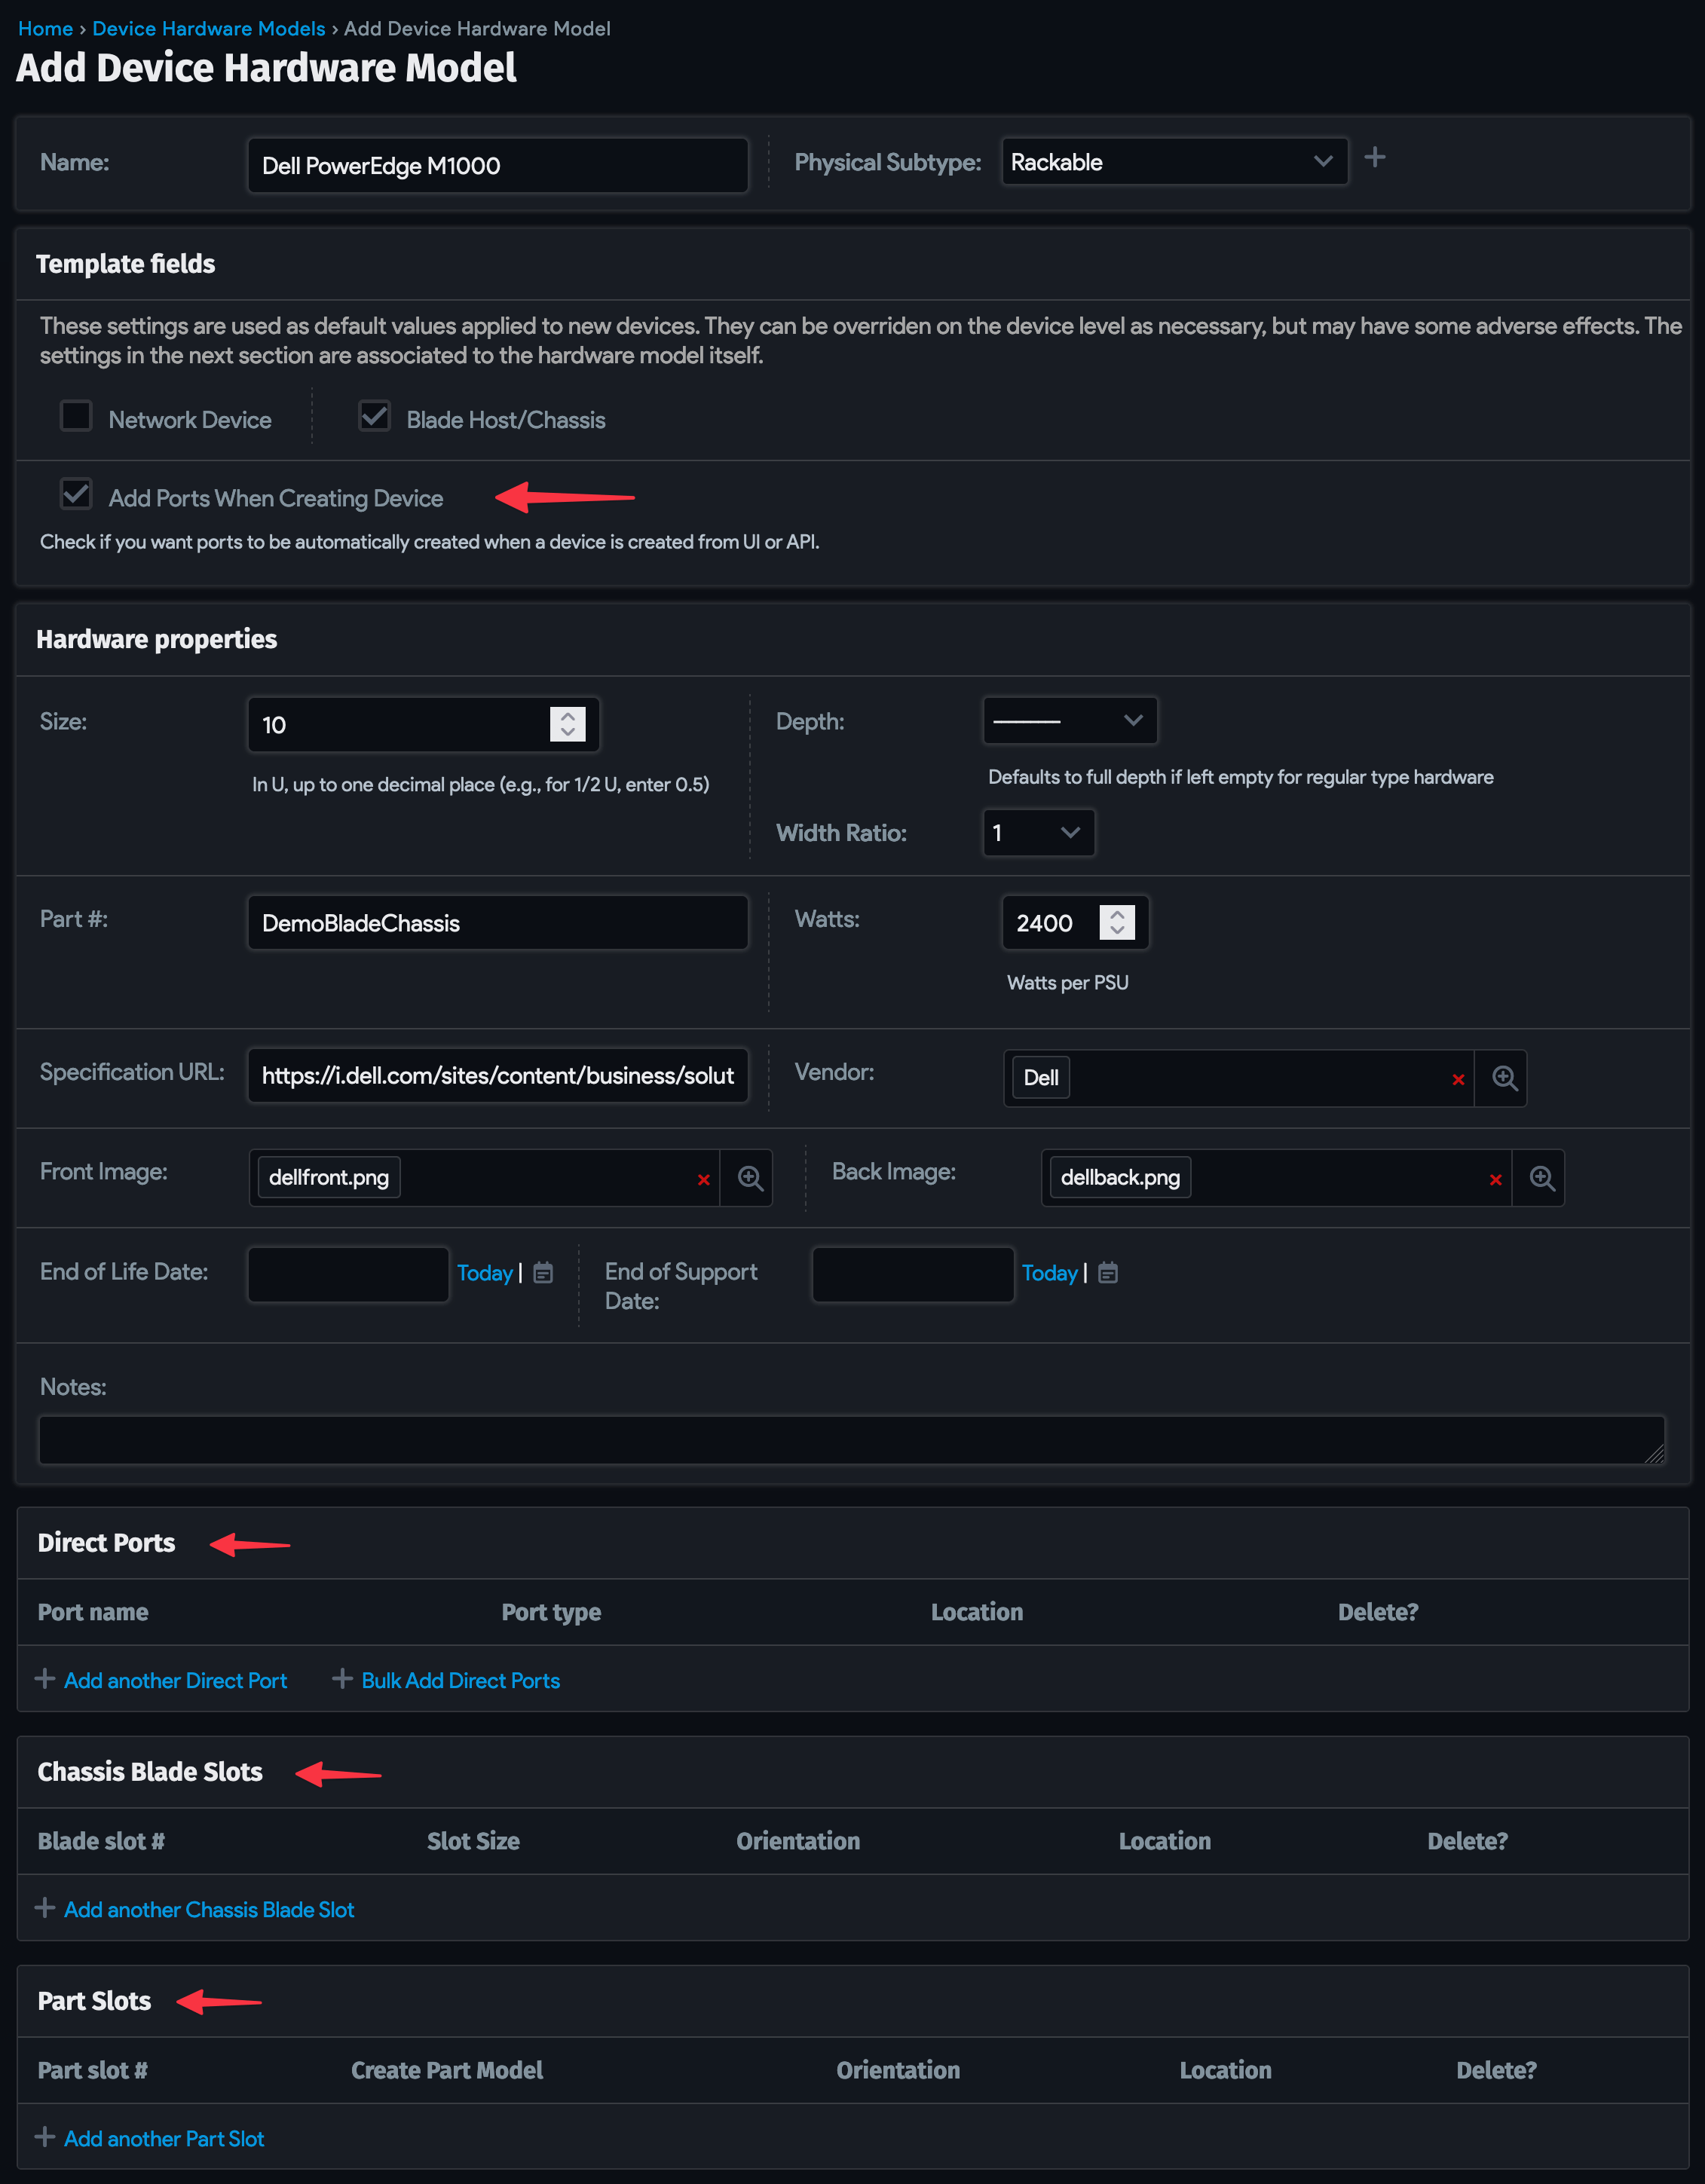 Home › Device Hardware Models › Add Device Hardware Model
Add Device Hardware Model
Name: Dell PowerEdge M1000 Physical Subtype: Rackable
Template fields
These settings are used as default values applied to new devices. They can be overriden on the device level as necessary, but may have some adverse effects. The
settings in the next section are associated to the hardware model itself.
Network Device Blade Host/Chassis
Add Ports When Creating Device
Check if you want ports to be automatically created when a device is created from UI or API.
Hardware properties
Size: 10 Depth: ––––––
In U, up to one decimal place (e.g., for 1/2 U, enter 0.5) Defaults to full depth if left empty for regular type hardware
Width Ratio: 1
Part #: DemoBladeChassis Watts: 2400
Watts per PSU
Specification URL: https://i.dell.com/sites/content/business/solut Vendor: Dell
Front Image: dellfront.png Back Image: dellback.png
End of Life Date: Today | End of Support
Date: Today |
Notes:
Direct Ports
Port name Port type Location Delete?
Add another Direct Port Bulk Add Direct Ports
Chassis Blade Slots
Blade slot # Slot Size Orientation Location Delete?
Add another Chassis Blade Slot
Part Slots
Part slot # Create Part Model Orientation Location Delete?
Add another Part Slot